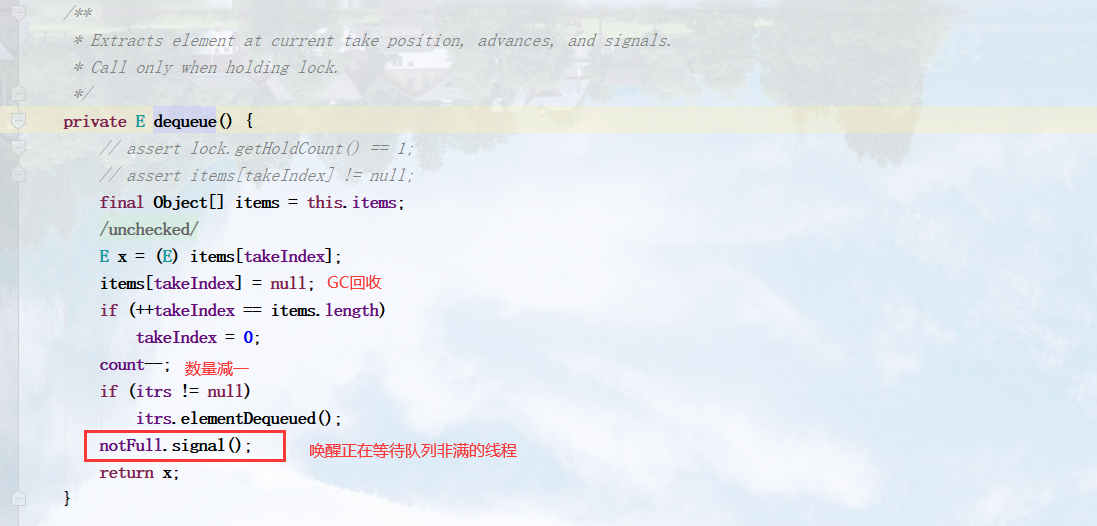 /**
 * Extracts element at current take position, advances, and signals.
 * Call only when holding lock.
 */
private E dequeue() {
    // assert lock.getHoldCount() == 1;
    // assert items[takeIndex] != null;
    final Object[] items = this.items;
    /unchecked/
    E x = (E) items[takeIndex];
    items[takeIndex] = null; GC回收
    if (++takeIndex == items.length)
        takeIndex = 0;
    count--; 数量减一
    if (itrs != null)
        itrs.elementDequeued();
    notFull.signal(); 唤醒正在等待队列非满的线程
    return x;
}